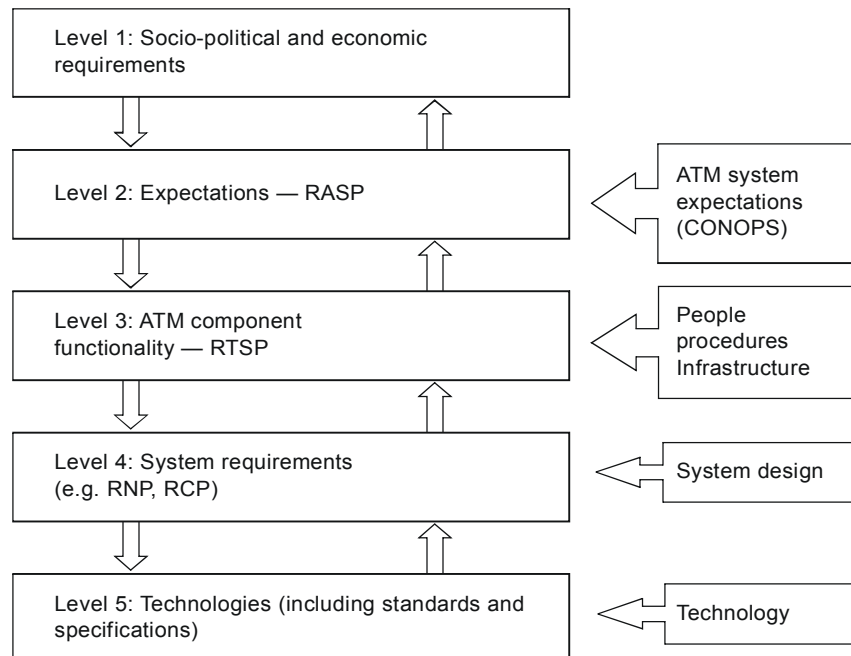 Level 1: Socio-political and economic
requirements
Level 2: Expectations — RASP
ATM system
expectations
(CONOPS)
Level 3: ATM component
functionality — RTSP
People
procedures
Infrastructure
Level 4: System requirements
(e.g. RNP, RCP)
System design
Level 5: Technologies (including standards and
specifications)
Technology